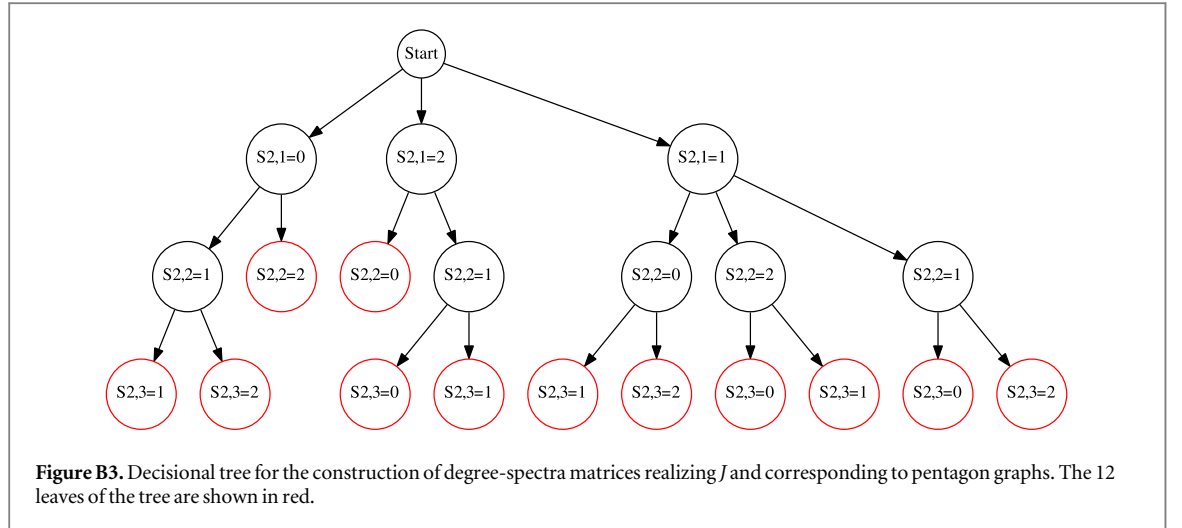 Start
S2,1=0
S2,1=2
S2,1=1
S2,2=1
S2,2=2
S2,2=0
S2,2=1
S2,2=0
S2,2=2
S2,2=1
S2,3=1
S2,3=2
S2,3=0
S2,3=1
S2,3=1
S2,3=2
S2,3=0
S2,3=1
S2,3=0
S2,3=2
Figure B3. Decisional tree for the construction of degree-spectra matrices realizing J and corresponding to pentagon graphs. The 12
leaves of the tree are shown in red.